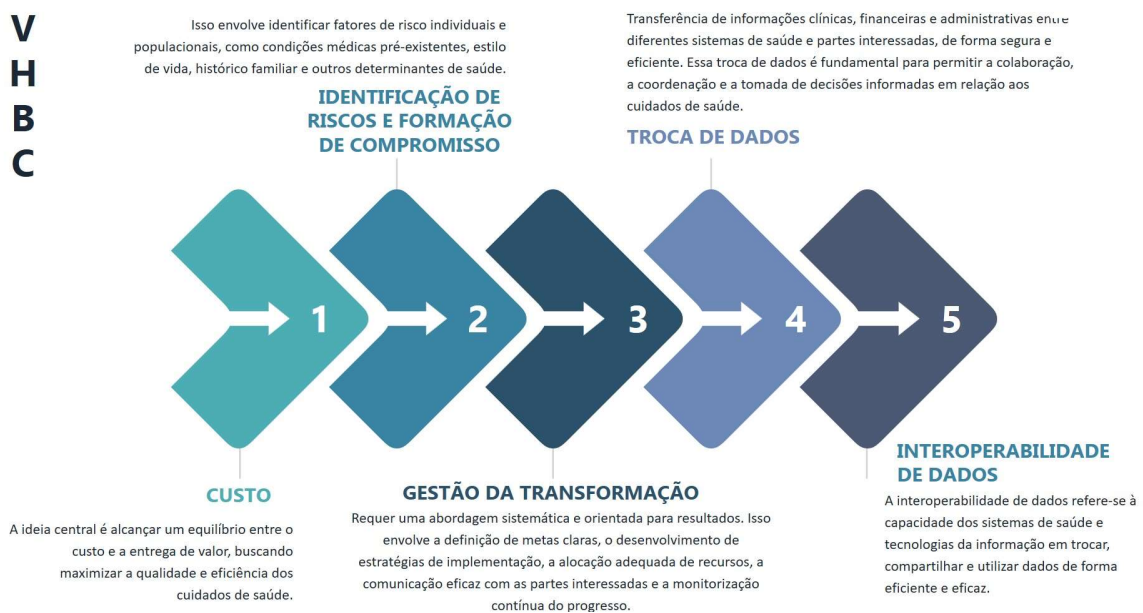 V
H
B
C
Isso envolve identificar fatores de risco individuais e
populacionais, como condições médicas pré-existentes, estilo
de vida, histórico familiar e outros determinantes de saúde.
IDENTIFICAÇÃO DE
RISCOS E FORMAÇÃO
DE COMPROMISSO
Transferência de informações clínicas, financeiras e administrativas entre
diferentes sistemas de saúde e partes interessadas, de forma segura e
eficiente. Essa troca de dados é fundamental para permitir a colaboração,
a coordenação e a tomada de decisões informadas em relação aos
cuidados de saúde.
TROCA DE DADOS
1
2
3
4
5
CUSTO
A ideia central é alcançar um equilíbrio entre o
custo e a entrega de valor, buscando
maximizar a qualidade e eficiência dos
cuidados de saúde.
GESTÃO DA TRANSFORMAÇÃO
Requer uma abordagem sistemática e orientada para resultados. Isso
envolve a definição de metas claras, o desenvolvimento de
estratégias de implementação, a alocação adequada de recursos, a
comunicação eficaz com as partes interessadas e a monitorização
contínua do progresso.
INTEROPERABILIDADE
DE DADOS
A interoperabilidade de dados refere-se à
capacidade dos sistemas de saúde e
tecnologias da informação em trocar,
compartilhar e utilizar dados de forma
eficiente e eficaz.